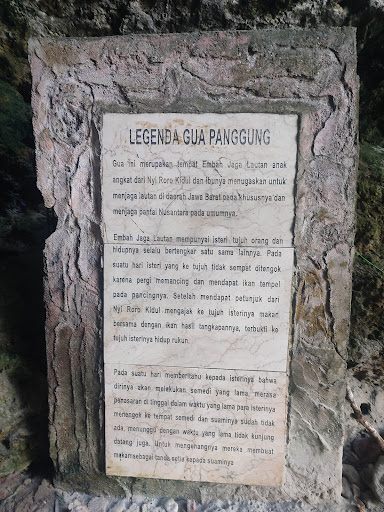 LEGENDA GUA PANGGUNG
Gua ini merupakan tempat Embah Jaga Lautan anak
angkat dari Nyi Roro Kidul dan Ibunya menugaskan untuk
menjaga lautan di daerah Jawa Barat pada khususnya dan
menjaga pantai Nusantara pada umumnya.
Embah Jaga Lautan mempunyai isteri tujuh orang dan
hidupnya selalu bertengkar satu sama lainnya. Pada
suatu hari isteri yang ke tujuh tidak sempat ditengok
karena pergi memancing dan mendapat ikan tempel
pada pancingnya. Setelah mendapat petunjuk dari
Nyi Roro Kidul mengajak ke tujuh isterinya makan
bersama dengan ikan hasil tangkapannya, terbukti ke
tujuh isterinya hidup rukun.
Pada suatu hari memberitahu kepada isterinya bahwa
dirinya akan melekukan semedi yang lama, merasa
panasaran di tinggal dalam waktu yang lama para isterinya
menengok ke tempat semedi dan suaminya sudah tidak
ada, menunggu dengan waktu yang lama tidak kunjung
datang juga. Untuk mengenangnya mereka membuat
makam sebagai tanda setia kepada suaminya